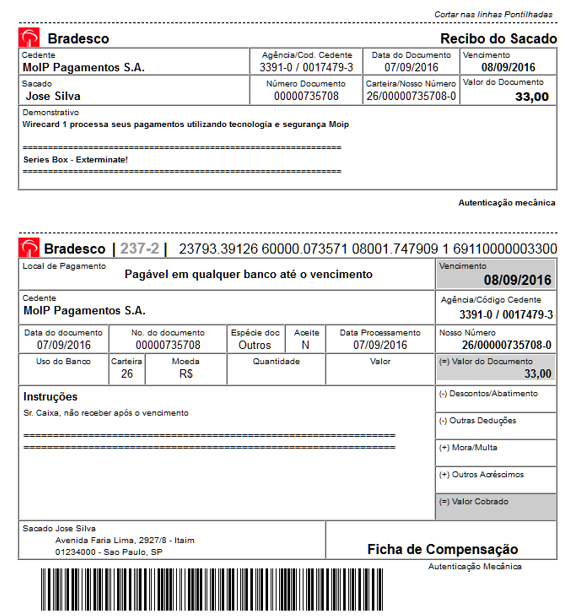 Cortar nas linhas Pontilhadas
Bradesco Recibo do Sacado
Cedente Agência/Cod. Cedente Data do Documento Vencimento
MoIP Pagamentos S.A. 3391-0 / 0017479-3 07/09/2016 08/09/2016
Sacado Número Documento Carteira/Nosso Número Valor do Documento
Jose Silva 00000735708 26/00000735708-0 33,00
Demonstrativo
Wirecard 1 processa seus pagamentos utilizando tecnologia e segurança Moip
================================================================
Series Box - Exterminate!
================================================================
Autenticação mecânica
Bradesco | 237-2 | 23793.39126 60000.073571 08001.747909 1 69110000003300
Local de Pagamento Vencimento
Pagável em qualquer banco até o vencimento 08/09/2016
Cedente Agência/Código Cedente
MoIP Pagamentos S.A. 3391-0 / 0017479-3
Data do documento No. do documento Espécie doc Aceite Data Processamento Nosso Número
07/09/2016 00000735708 Outros N 07/09/2016 26/00000735708-0
Uso do Banco Carteira Moeda Quantidade Valor (=) Valor do Documento
26 R$ 33,00
Instruções (-) Descontos/Abatimento
Sr. Caixa, não receber após o vencimento
(-) Outras Deduções
================================================================
================================================================
(+) Mora/Multa
(+) Outros Acréscimos
(=) Valor Cobrado
Sacado Jose Silva
Avenida Faria Lima, 2927/8 - Itaim
01234000 - Sao Paulo, SP
Ficha de Compensação
Autenticação Mecânica